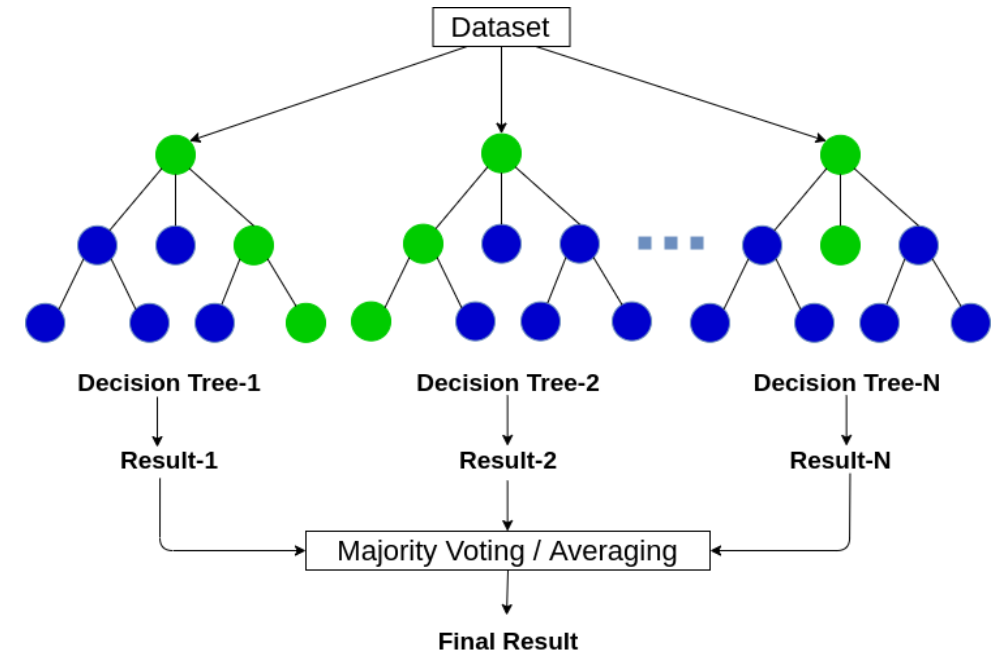 Dataset
Decision Tree-1
Decision Tree-2
Decision Tree-N
Result-1
Result-2
Result-N
Majority Voting / Averaging
Final Result